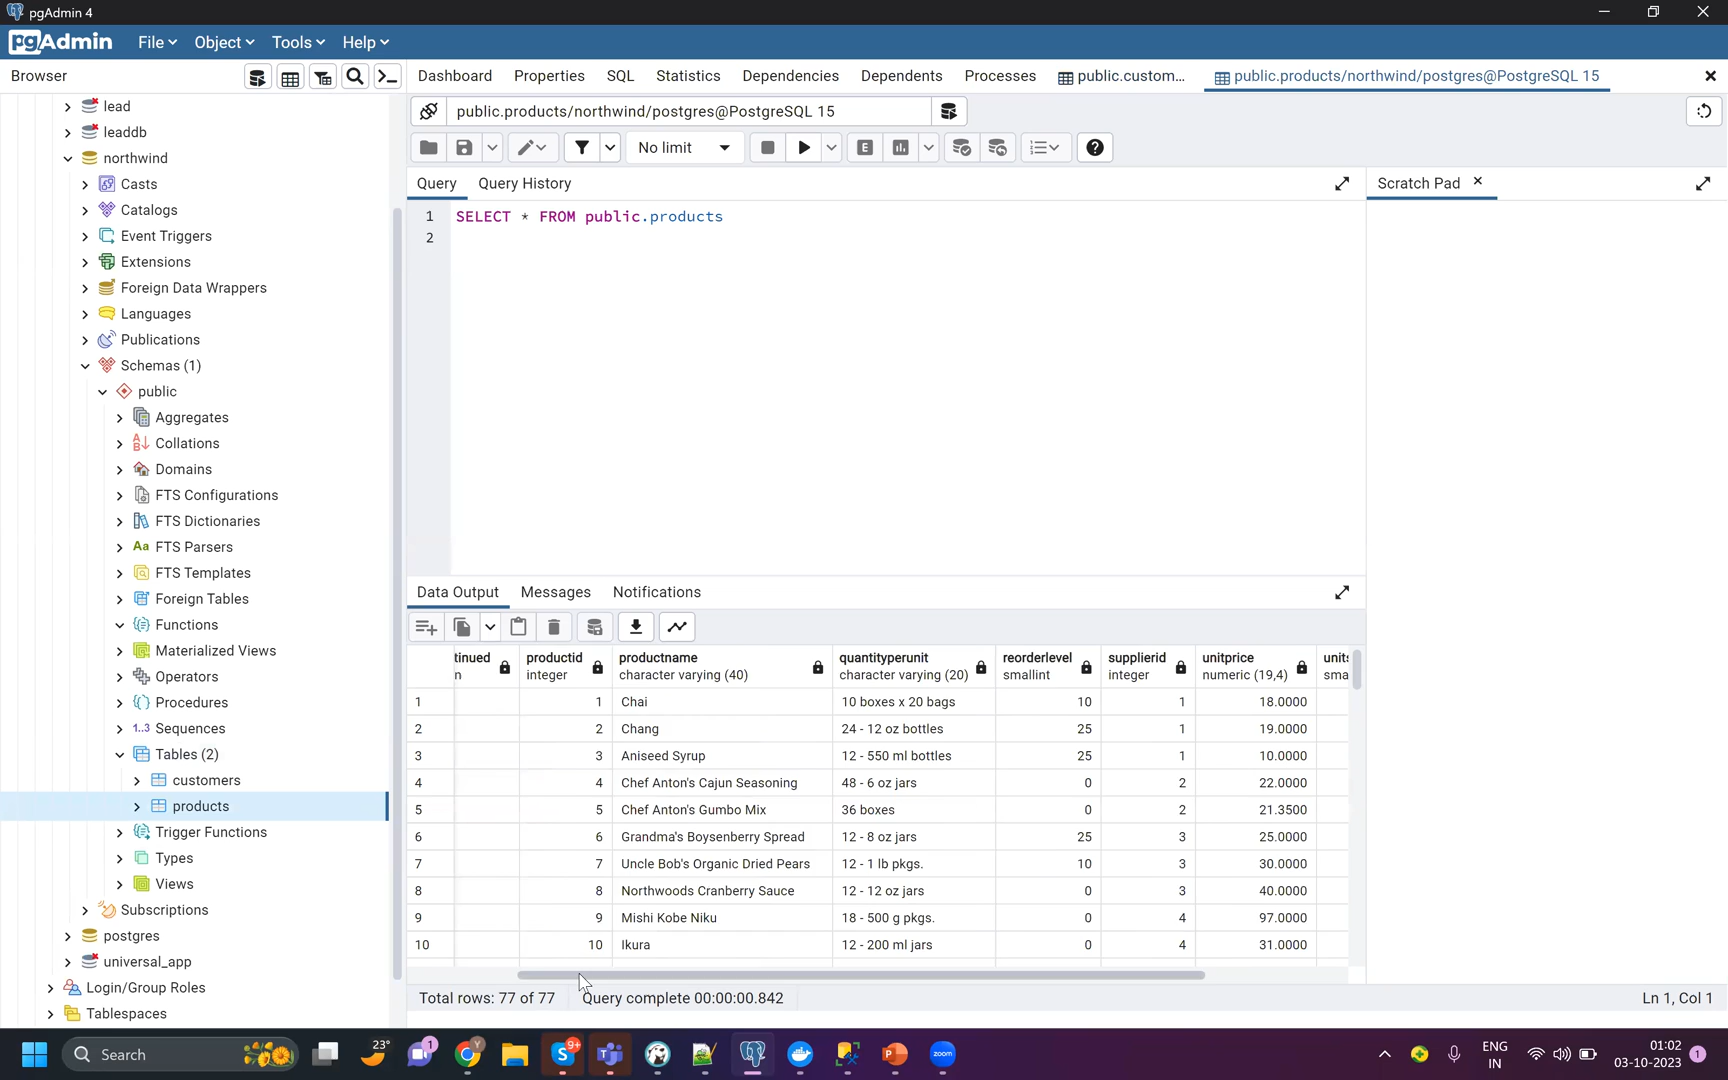 pgAdmin 4
pgAdmin File Object Tools Help
Browser
Dashboard Properties SQL Statistics Dependencies Dependents Processes public.custom... public.products/northwind/postgres@PostgreSQL 15
public.products/northwind/postgres@PostgreSQL 15
No limit
E
Query Query History
Scratch Pad
1 SELECT * FROM public.products
2
lead
leaddb
northwind
Casts
Catalogs
Event Triggers
Extensions
Foreign Data Wrappers
Languages
Publications
Schemas (1)
public
Aggregates
Collations
Domains
FTS Configurations
FTS Dictionaries
Aa FTS Parsers
FTS Templates
Foreign Tables
Functions
Materialized Views
Operators
Procedures
1..3 Sequences
Tables (2)
customers
products
Trigger Functions
Types
Views
Subscriptions
postgres
universal_app
Login/Group Roles
Tablespaces
Data Output Messages Notifications
tinued productid productname quantityperunit reorderlevel supplierid unitprice units
n integer character varying (40) character varying (20) smallint integer numeric (19,4) sma
1 1 Chai 10 boxes x 20 bags 10 1 18.0000
2 2 Chang 24 - 12 oz bottles 25 1 19.0000
3 3 Aniseed Syrup 12 - 550 ml bottles 25 1 10.0000
4 4 Chef Anton's Cajun Seasoning 48 - 6 oz jars 0 2 22.0000
5 5 Chef Anton's Gumbo Mix 36 boxes 0 2 21.3500
6 6 Grandma's Boysenberry Spread 12 - 8 oz jars 25 3 25.0000
7 7 Uncle Bob's Organic Dried Pears 12 - 1 lb pkgs. 10 3 30.0000
8 8 Northwoods Cranberry Sauce 12 - 12 oz jars 0 3 40.0000
9 9 Mishi Kobe Niku 18 - 500 g pkgs. 0 4 97.0000
10 10 Ikura 12 - 200 ml jars 0 4 31.0000
Total rows: 77 of 77 Query complete 00:00:00.842 Ln 1, Col 1
Search
23°
1
9+
zoom
ENG
IN
01:02
03-10-2023
1